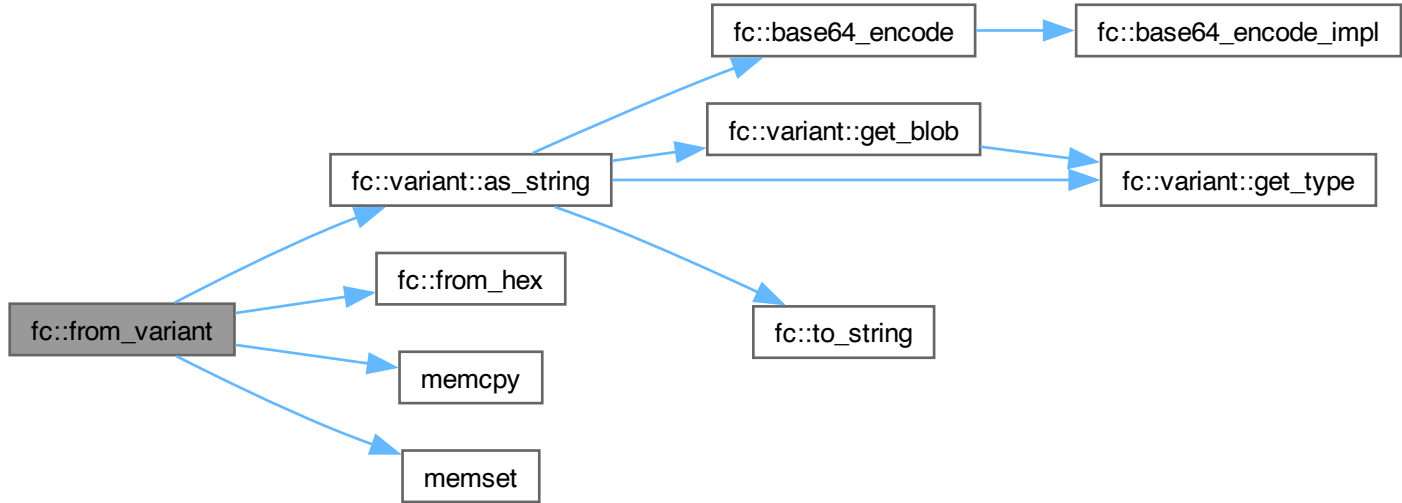 fc::base64_encode
fc::base64_encode_impl
fc::variant::get_blob
fc::variant::as_string
fc::variant::get_type
fc::from_hex
fc::from_variant
fc::to_string
memcpy
memset